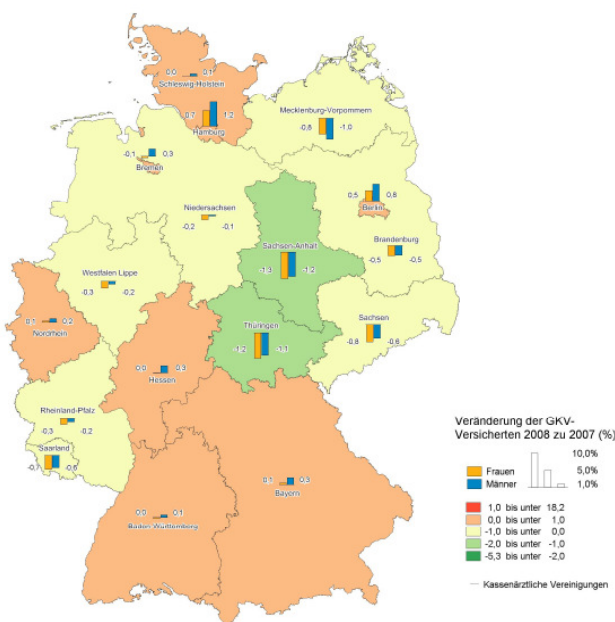 0.0 0.1
Schleswig-Holstein
0.7 1.2
Hamburg
Mecklenburg-Vorpommern
-0.8 -1.0
-0.1 0.3
Bremen
0.5 0.8
Berlin
Niedersachsen
-0.2 -0.1
Brandenburg
-0.5 -0.5
Sachsen-Anhalt
-1.3 -1.2
Westfalen Lippe
-0.3 -0.2
0.1 0.2
Nordrhein
Sachsen
-0.8 -0.6
Thüringen
-1.2 -1.1
0.0 0.3
Hessen
Rheinland-Pfalz
-0.3 -0.2
Saarland
-0.7 -0.6
0.1 0.3
Bayern
0.0 0.1
Baden-Württemberg
Veränderung der GKV-
Versicherten 2008 zu 2007 (%)
Frauen
Männer
10,0%
5,0%
1,0%
1,0 bis unter 18,2
0,0 bis unter 1,0
-1,0 bis unter 0,0
-2,0 bis unter -1,0
-5,3 bis unter -2,0
Kassenärztliche Vereinigungen